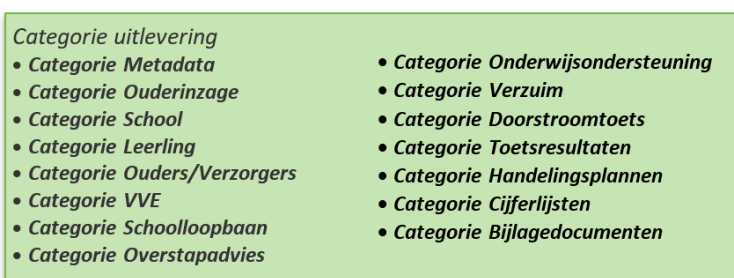 Categorie uitlevering
• Categorie Metadata
• Categorie Ouderinzage
• Categorie School
• Categorie Leerling
• Categorie Ouders/Verzorgers
• Categorie VVE
• Categorie Schoolloopbaan
• Categorie Overstapadvies
• Categorie Onderwijsondersteuning
• Categorie Verzuim
• Categorie Doorstroomtoets
• Categorie Toetsresultaten
• Categorie Handelingsplannen
• Categorie Cijferlijsten
• Categorie Bijlagedocumenten